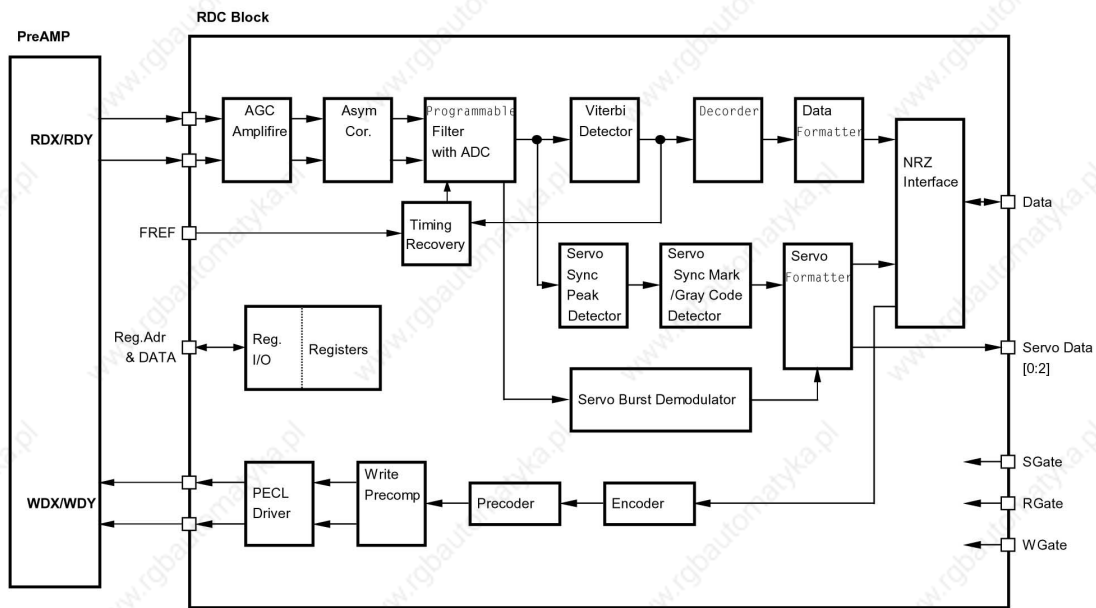 RDC Block
PreAMP
RDX/RDY
WDX/WDY
AGC
Amplifire
Asym
Cor.
Programmable
Filter
with ADC
Viterbi
Detector
Decorder
Data
Formatter
NRZ
Interface
Data
FREF
Timing
Recovery
Servo
Sync
Peak
Detector
Servo
Sync Mark
/Gray Code
Detector
Servo
Formatter
Reg.Adr
& DATA
Reg.
I/O
Registers
Servo Data
[0:2]
Servo Burst Demodulator
SGate
RGate
WGate
PECL
Driver
Write
Precomp
Precoder
Encoder
www.rgbautomatyka.pl